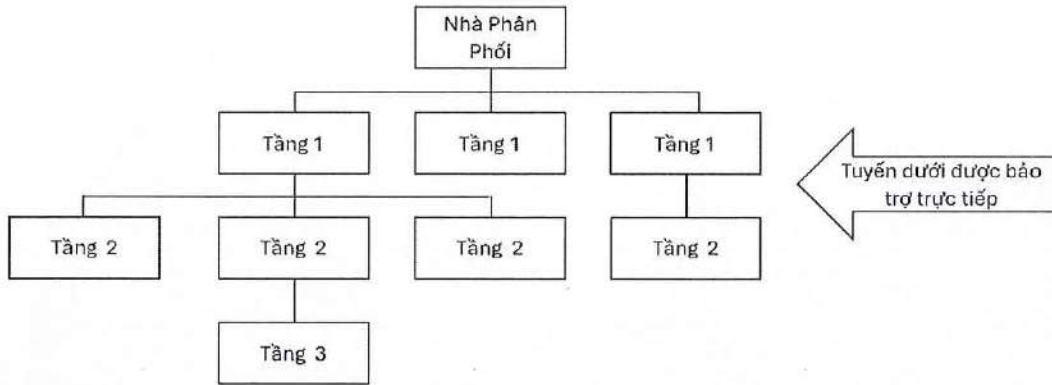 Nhà Phân
Phối
Tầng 1
Tầng 1
Tầng 1
Tuyến dưới được bảo
trợ trực tiếp
Tầng 2
Tầng 2
Tầng 2
Tầng 2
Tầng 3